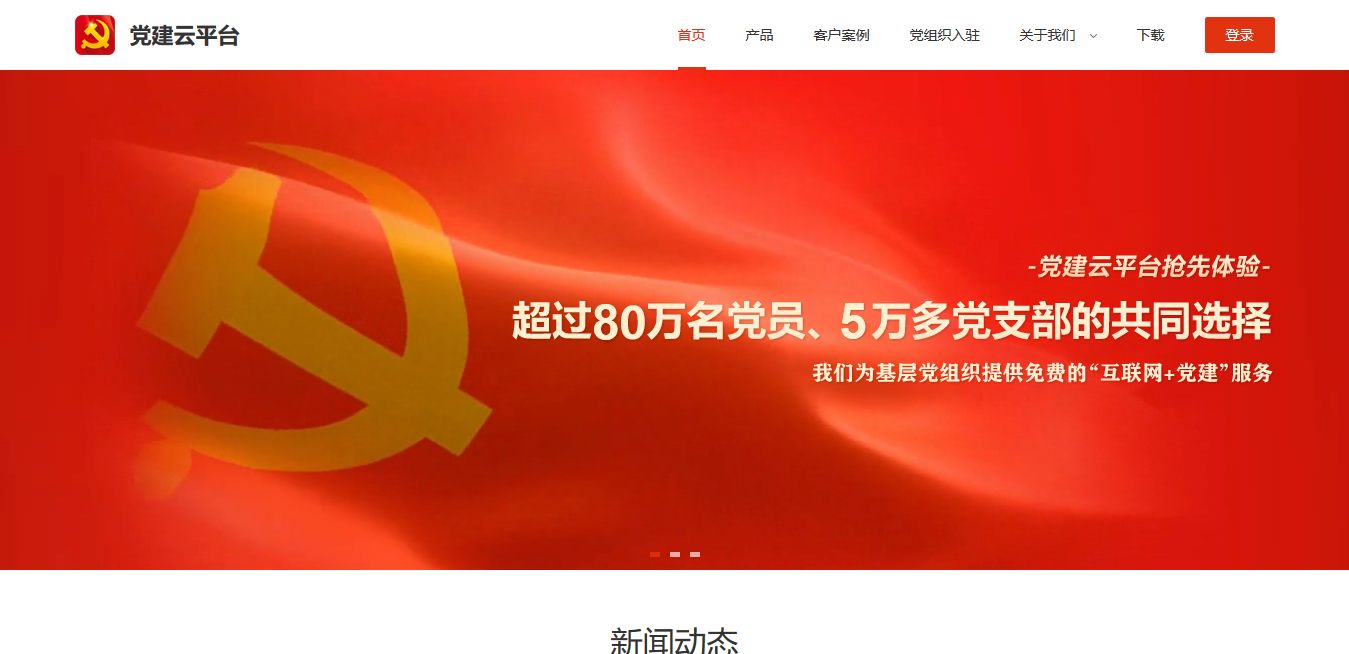 党建云平台
首页 产品 客户案例 党组织入驻 关于我们 下载 登录
-党建云平台抢先体验-
超过80万名党员、5万多党支部的共同选择
我们为基层党组织提供免费的“互联网+党建”服务
新闻动态